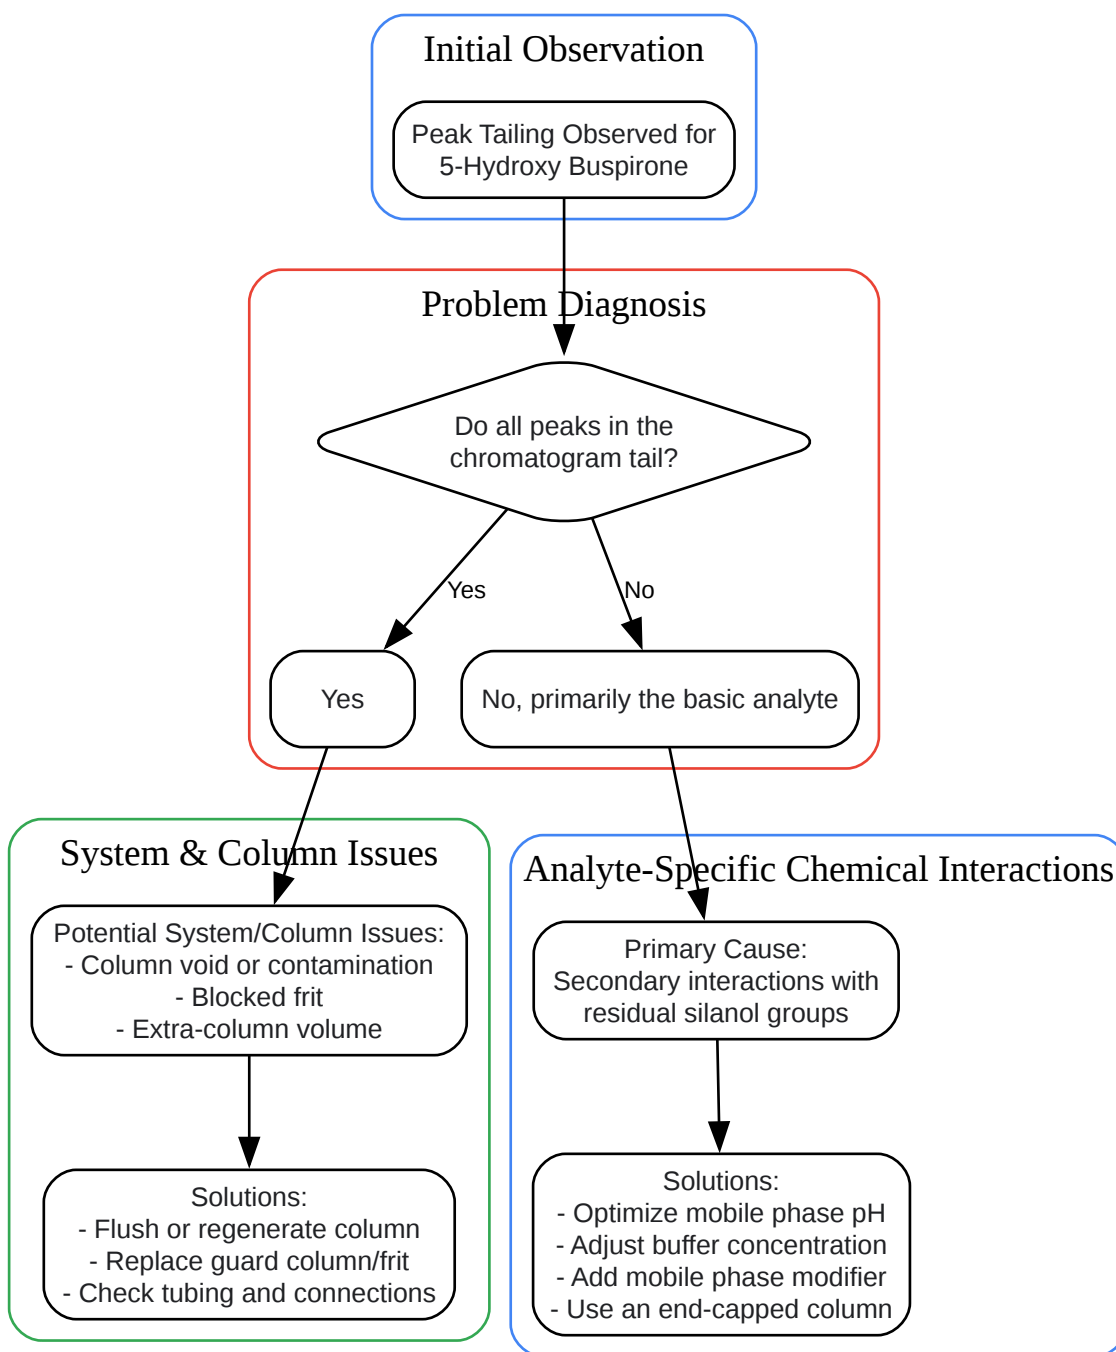 Initial Observation
Peak Tailing Observed for
5-Hydroxy Buspirone
Problem Diagnosis
Do all peaks in the
chromatogram tail?
Yes
No
Yes
No, primarily the basic analyte
System & Column Issues
Potential System/Column Issues:
- Column void or contamination
- Blocked frit
- Extra-column volume
Solutions:
- Flush or regenerate column
- Replace guard column/frit
- Check tubing and connections
Analyte-Specific Chemical Interactions
Primary Cause:
Secondary interactions with
residual silanol groups
Solutions:
- Optimize mobile phase pH
- Adjust buffer concentration
- Add mobile phase modifier
- Use an end-capped column